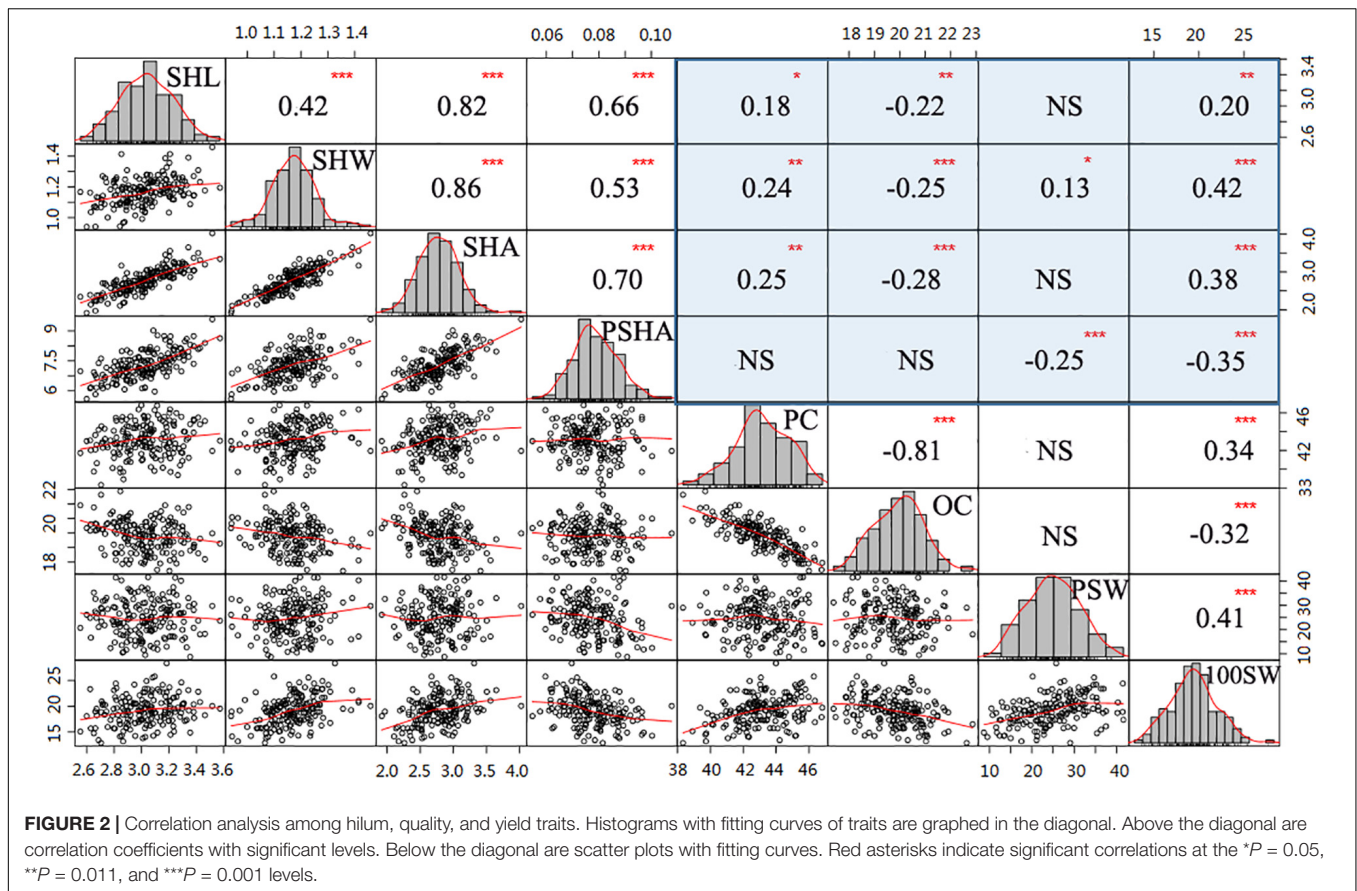 1.0 1.1 1.2 1.3 1.4 0.06 0.08 0.10 18 19 20 21 22 23 15 20 25
SHL 0.42 *** 0.82 *** 0.66 *** 0.18 * -0.22 ** NS 0.20 ** 2.6 3.0 3.4
1.0 1.2 1.4 SHW 0.86 *** 0.53 *** 0.24 ** -0.25 *** 0.13 * 0.42 ***
SHA 0.70 *** 0.25 ** -0.28 *** NS 0.38 *** 2.0 3.0 4.0
6 7.5 9 PSHA NS NS -0.25 *** -0.35 ***
PC -0.81 *** NS 0.34 *** 33 42 46
18 20 22 OC NS -0.32 ***
PSW 0.41 *** 10 20 30 40
15 20 25 100SW
2.6 2.8 3.0 3.2 3.4 3.6 2.0 2.5 3.0 3.5 4.0 38 40 42 44 46 10 20 30 40
FIGURE 2 | Correlation analysis among hilum, quality, and yield traits. Histograms with fitting curves of traits are graphed in the diagonal. Above the diagonal are
correlation coefficients with significant levels. Below the diagonal are scatter plots with fitting curves. Red asterisks indicate significant correlations at the *P = 0.05,
**P = 0.011, and ***P = 0.001 levels.